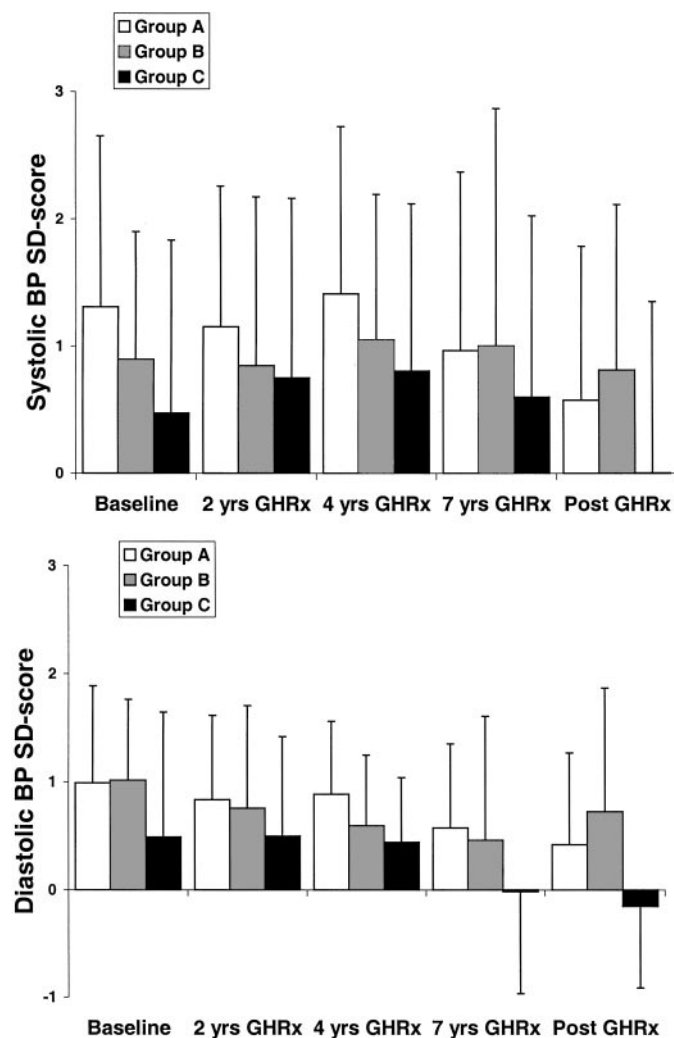 Group A
Group B
Group C
3
2
1
0
Systolic BP SD-score
Baseline 2 yrs GHRx 4 yrs GHRx 7 yrs GHRx Post GHRx
Group A
Group B
Group C
3
2
1
0
-1
Diastolic BP SD-score
Baseline 2 yrs GHRx 4 yrs GHRx 7 yrs GHRx Post GHRx